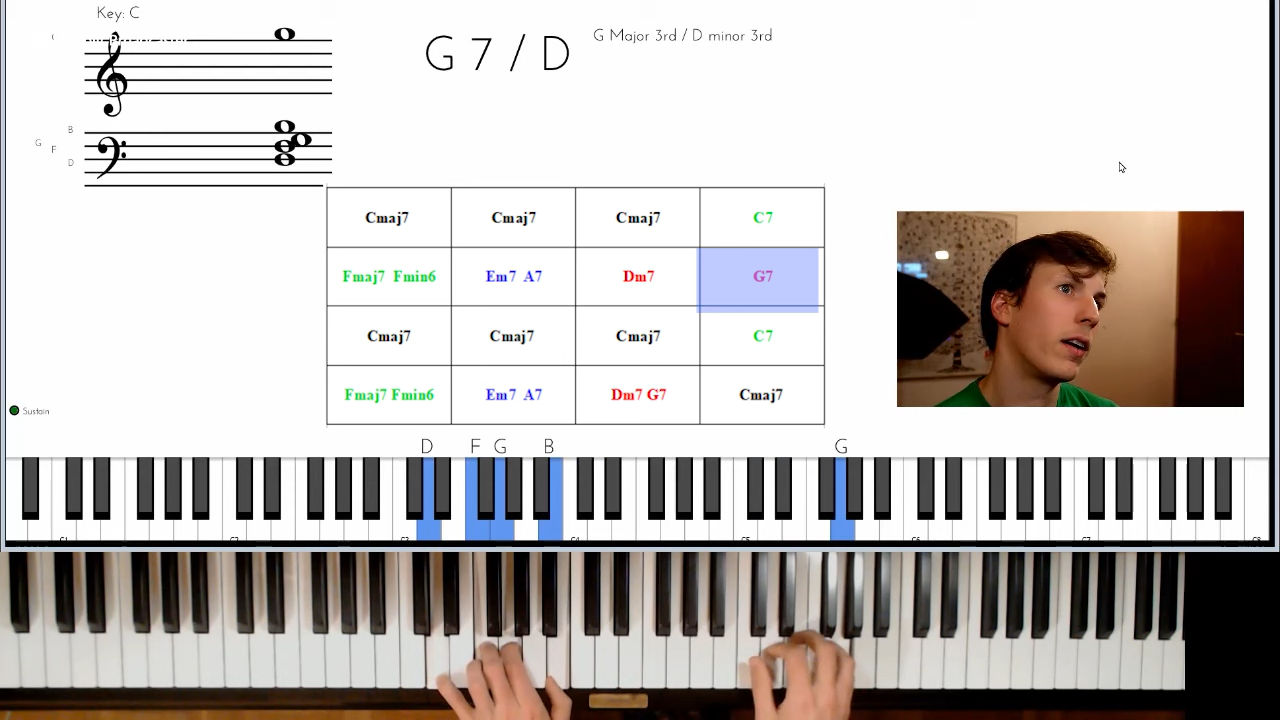 Key: C
G 7 / D
G Major 3rd / D minor 3rd
B
G
F
D
Cmaj7 Cmaj7 Cmaj7 C7
Fmaj7 Fmin6 Em7 A7 Dm7 G7
Cmaj7 Cmaj7 Cmaj7 C7
Fmaj7 Fmin6 Em7 A7 Dm7 G7 Cmaj7
Sustain
D F G B G